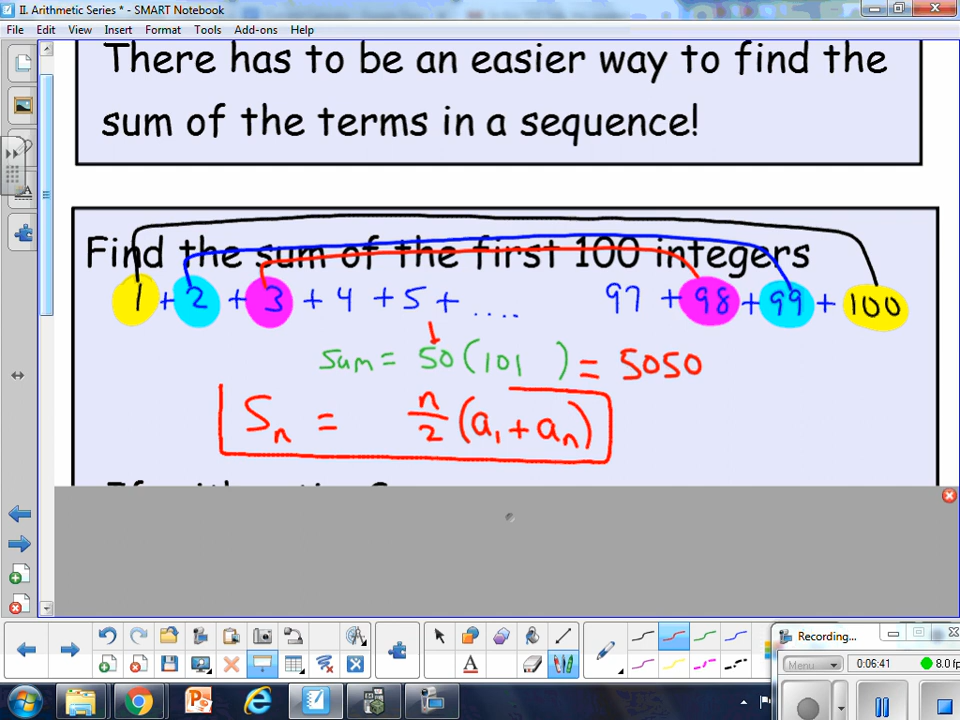 II. Arithmetic Series * - SMART Notebook
File Edit View Insert Format Tools Add-ons Help
There has to be an easier way to find the
sum of the terms in a sequence!
Find the sum of the first 100 integers
1 + 2 + 3 + 4 + 5 + .... 97 + 98 + 99 + 100
Sum = 50 (101 ) = 5050
Sn = n/2 (a1 + an)
Recording...
Menu 0:06:41 8.0 fp